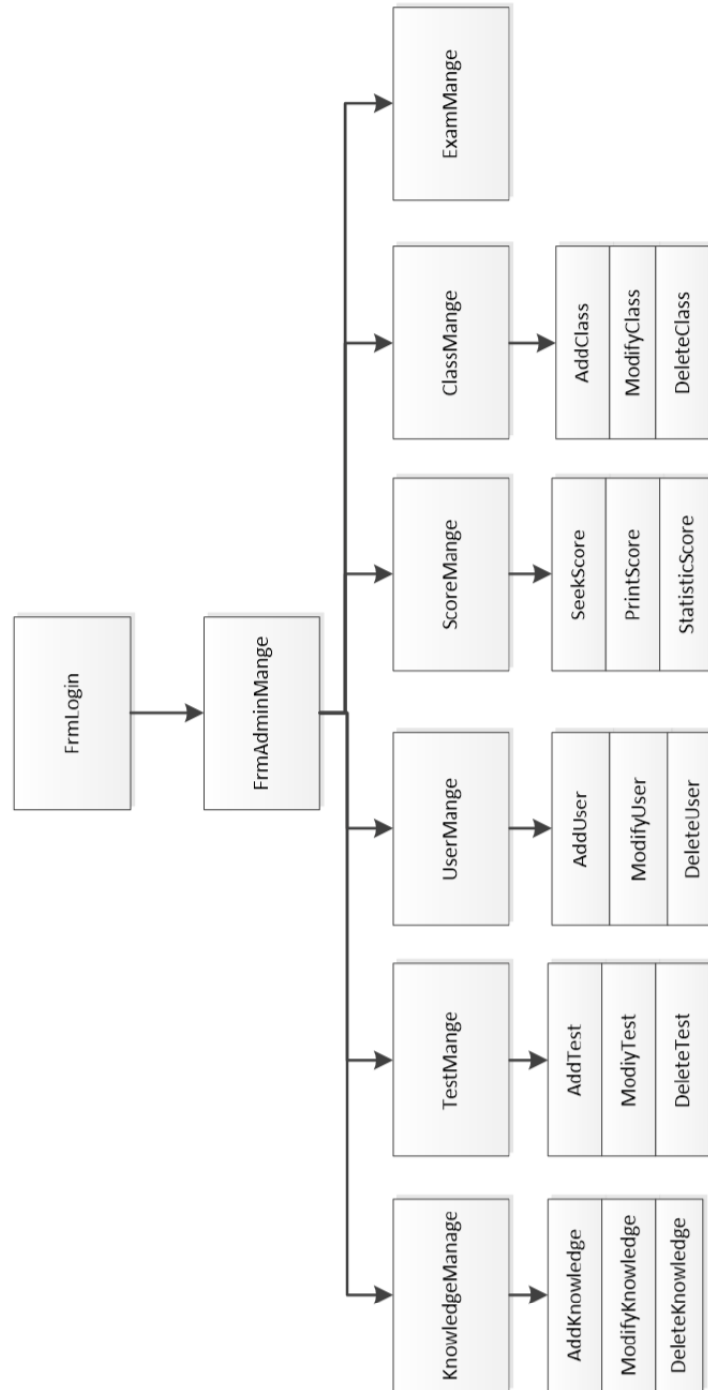 FrmLogin
FrmAdminMange
KnowledgeManage
TestMange
UserMange
ScoreMange
ClassMange
ExamMange
AddKnowledge
ModifyKnowledge
DeleteKnowledge
AddTest
ModiyTest
DeleteTest
AddUser
ModifyUser
DeleteUser
SeekScore
PrintScore
StatisticScore
AddClass
ModifyClass
DeleteClass